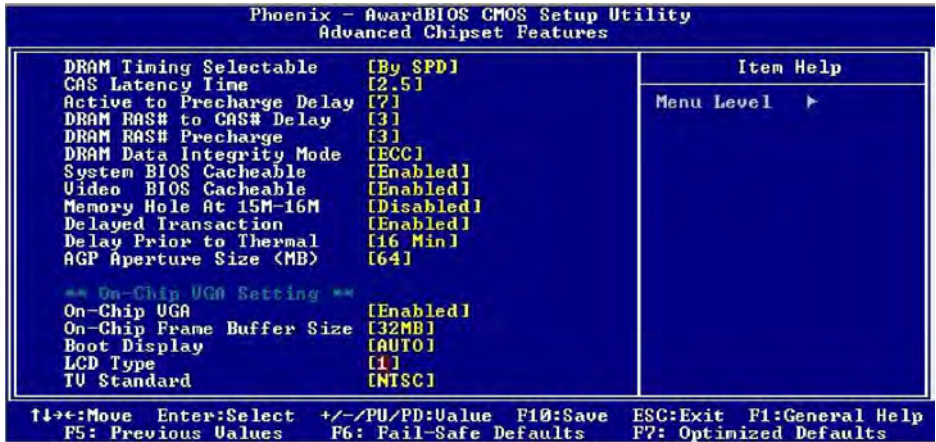 Phoenix - AwardBIOS CMOS Setup Utility
Advanced Chipset Features
DRAM Timing Selectable [By SPD]
CAS Latency Time [2.5]
Active to Precharge Delay [7]
DRAM RAS# to CAS# Delay [3]
DRAM RAS# Precharge [3]
DRAM Data Integrity Mode [ECC]
System BIOS Cacheable [Enabled]
Video BIOS Cacheable [Enabled]
Memory Hole At 15M-16M [Disabled]
Delayed Transaction [Enabled]
Delay Prior to Thermal [16 Min]
AGP Aperture Size (MB) [64]
** On-Chip VGA Setting **
On-Chip VGA [Enabled]
On-Chip Frame Buffer Size [32MB]
Boot Display [AUTO]
LCD Type [1]
TV Standard [NTSC]
Item Help
Menu Level ►
↑↓→←:Move Enter:Select +/-/PU/PD:Value F10:Save ESC:Exit F1:General Help
F5: Previous Values F6: Fail-Safe Defaults F7: Optimized Defaults